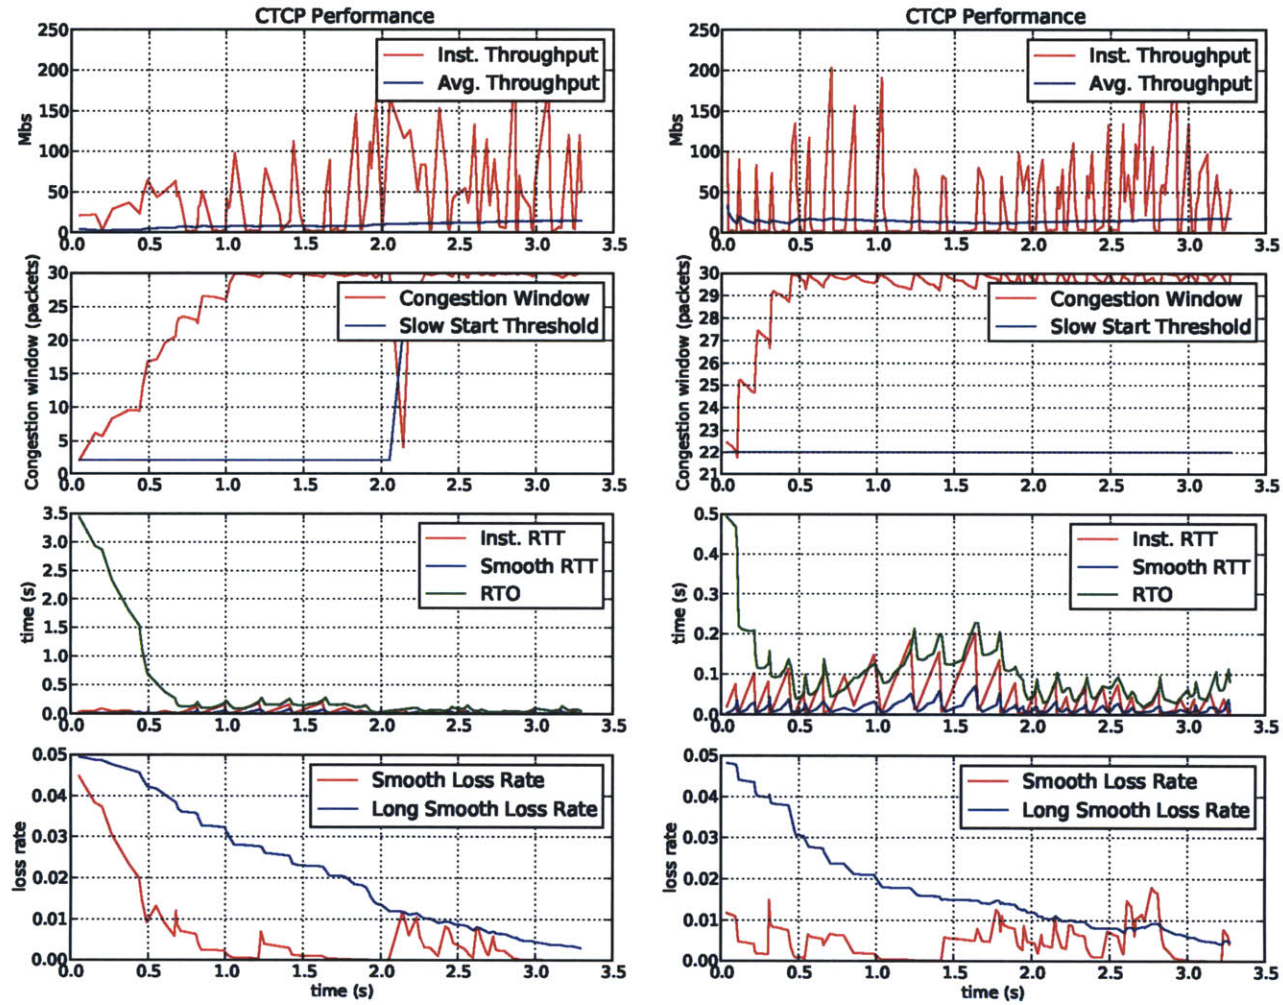 CTCP Performance
250
200
150
100
50
0
Mbs
Inst. Throughput
Avg. Throughput
0.0 0.5 1.0 1.5 2.0 2.5 3.0 3.5
30
25
20
15
10
5
0
Congestion window (packets)
Congestion Window
Slow Start Threshold
0.0 0.5 1.0 1.5 2.0 2.5 3.0 3.5
3.5
3.0
2.5
2.0
1.5
1.0
0.5
0.0
time (s)
Inst. RTT
Smooth RTT
RTO
0.0 0.5 1.0 1.5 2.0 2.5 3.0 3.5
0.05
0.04
0.03
0.02
0.01
0.00
loss rate
Smooth Loss Rate
Long Smooth Loss Rate
0.0 0.5 1.0 1.5 2.0 2.5 3.0 3.5
time (s)
CTCP Performance
250
200
150
100
50
0
Mbs
Inst. Throughput
Avg. Throughput
0.0 0.5 1.0 1.5 2.0 2.5 3.0 3.5
30
29
28
27
26
25
24
23
22
21
Congestion window (packets)
Congestion Window
Slow Start Threshold
0.0 0.5 1.0 1.5 2.0 2.5 3.0 3.5
0.5
0.4
0.3
0.2
0.1
0.0
time (s)
Inst. RTT
Smooth RTT
RTO
0.0 0.5 1.0 1.5 2.0 2.5 3.0 3.5
0.05
0.04
0.03
0.02
0.01
0.00
loss rate
Smooth Loss Rate
Long Smooth Loss Rate
0.0 0.5 1.0 1.5 2.0 2.5 3.0 3.5
time (s)